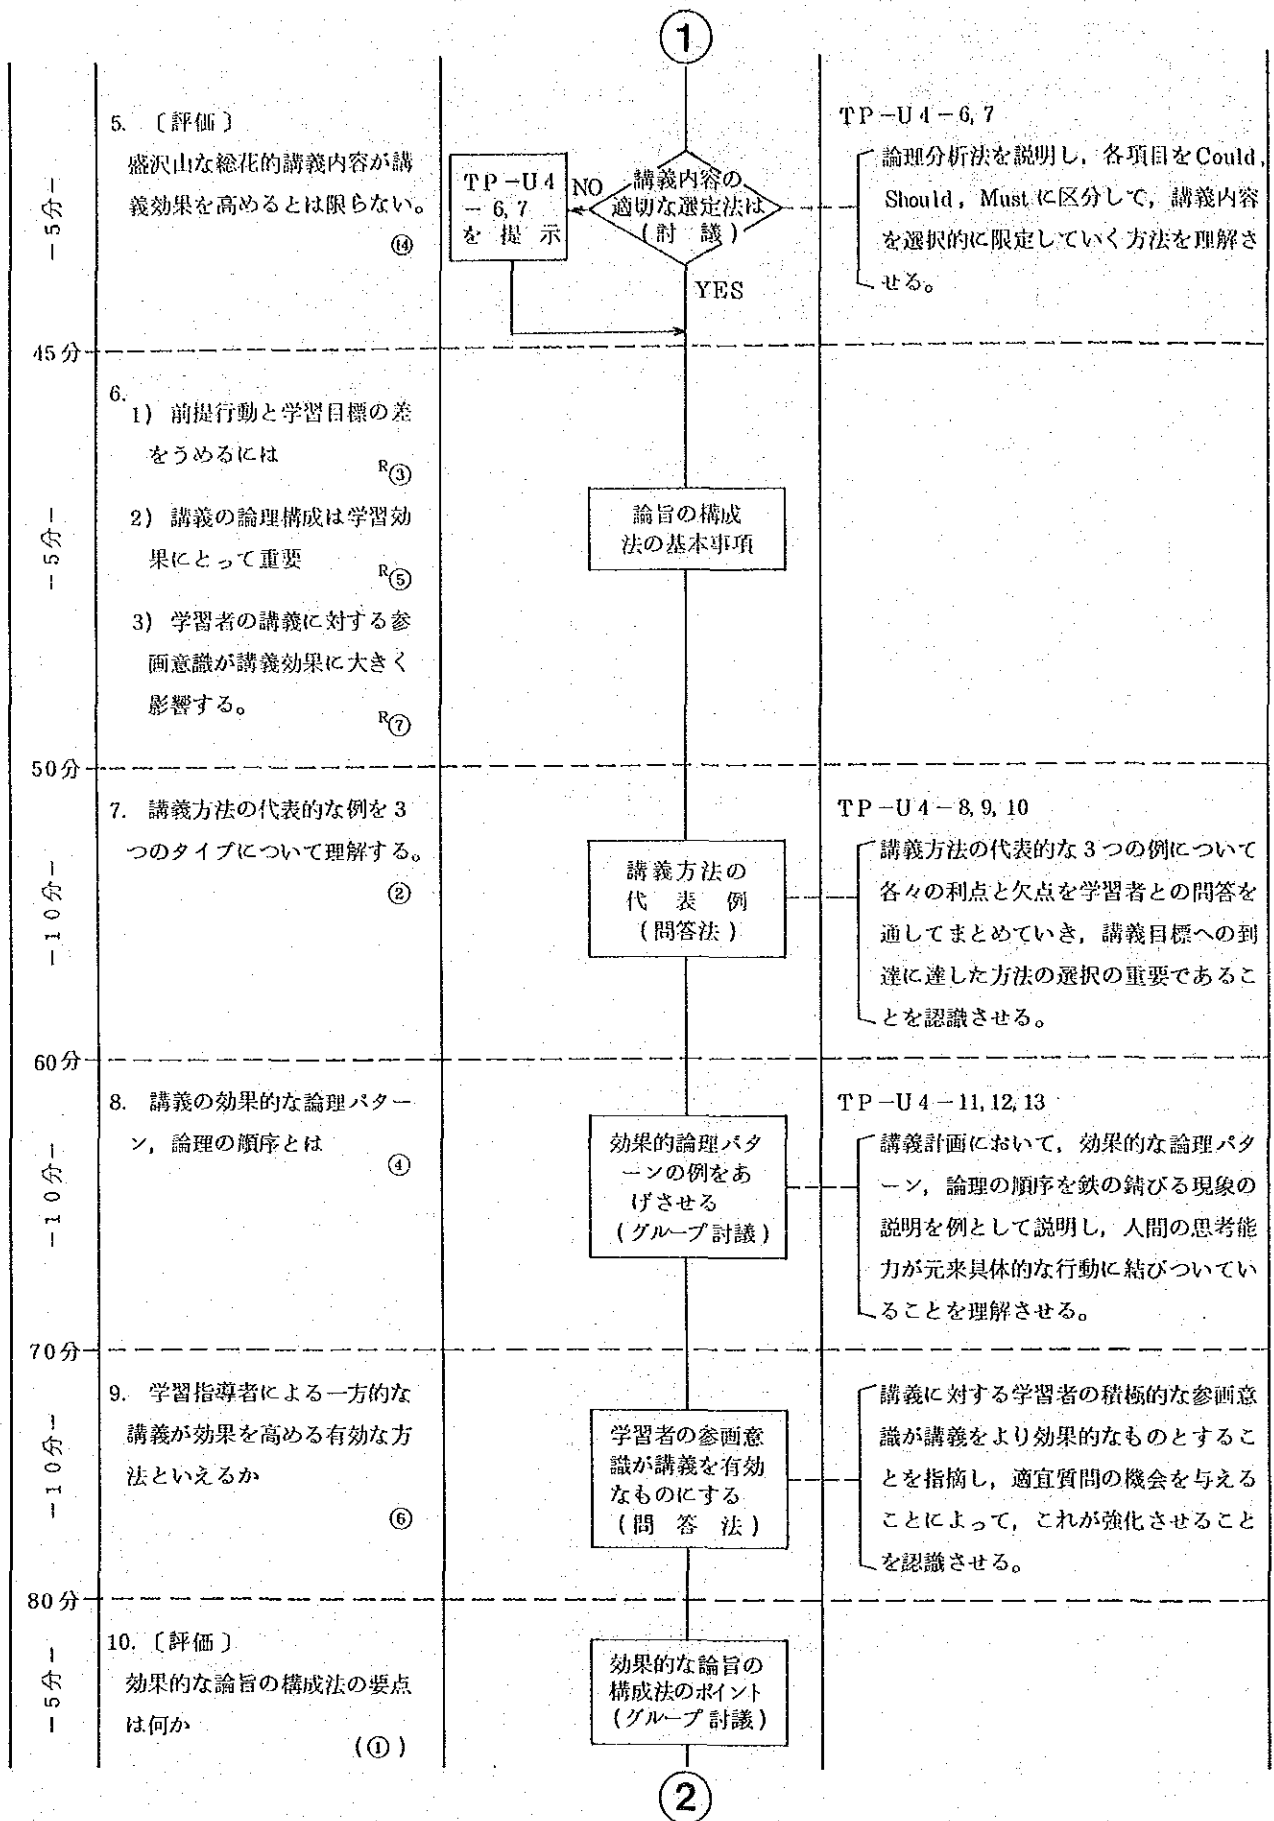 ①
-5分-
5. 〔評価〕
盛沢山な総花的講義内容が講
義効果を高めるとは限らない。
⑭
TP-U4
-6,7
を提示
NO
講義内容の
適切な選定法は
(討議)
YES
TP-U4-6,7
論理分析法を説明し，各項目をCould，
Should，Mustに区分して，講義内容
を選択的に限定していく方法を理解さ
せる。
45分
-5分-
6.
1) 前提行動と学習目標の差
をうめるには
R③
2) 講義の論理構成は学習効
果にとって重要
R⑤
3) 学習者の講義に対する参
画意識が講義効果に大きく
影響する。
R⑦
論旨の構成
法の基本事項
50分
-10分-
7. 講義方法の代表的な例を3
つのタイプについて理解する。
②
講義方法の
代表例
(問答法)
TP-U4-8,9,10
講義方法の代表的な3つの例について
各々の利点と欠点を学習者との問答を
通してまとめていき，講義目標への到
達に達した方法の選択の重要であるこ
とを認識させる。
60分
-10分-
8. 講義の効果的な論理パター
ン，論理の順序とは
④
効果的論理パタ
ーンの例をあ
げさせる
(グループ討議)
TP-U4-11,12,13
講義計画において，効果的な論理パタ
ーン，論理の順序を鉄の錆びる現象の
説明を例として説明し，人間の思考能
力が元来具体的な行動に結びついてい
ることを理解させる。
70分
-10分-
9. 学習指導者による一方的な
講義が効果を高める有効な方
法といえるか
⑥
学習者の参画意
識が講義を有効
なものにする
(問答法)
講義に対する学習者の積極的な参画意
識が講義をより効果的なものとするこ
とを指摘し，適宜質問の機会を与える
ことによって，これが強化させること
を認識させる。
80分
-5分-
10. 〔評価〕
効果的な論旨の構成法の要点
は何か
(①)
効果的な論旨の
構成法のポイント
(グループ討議)
②